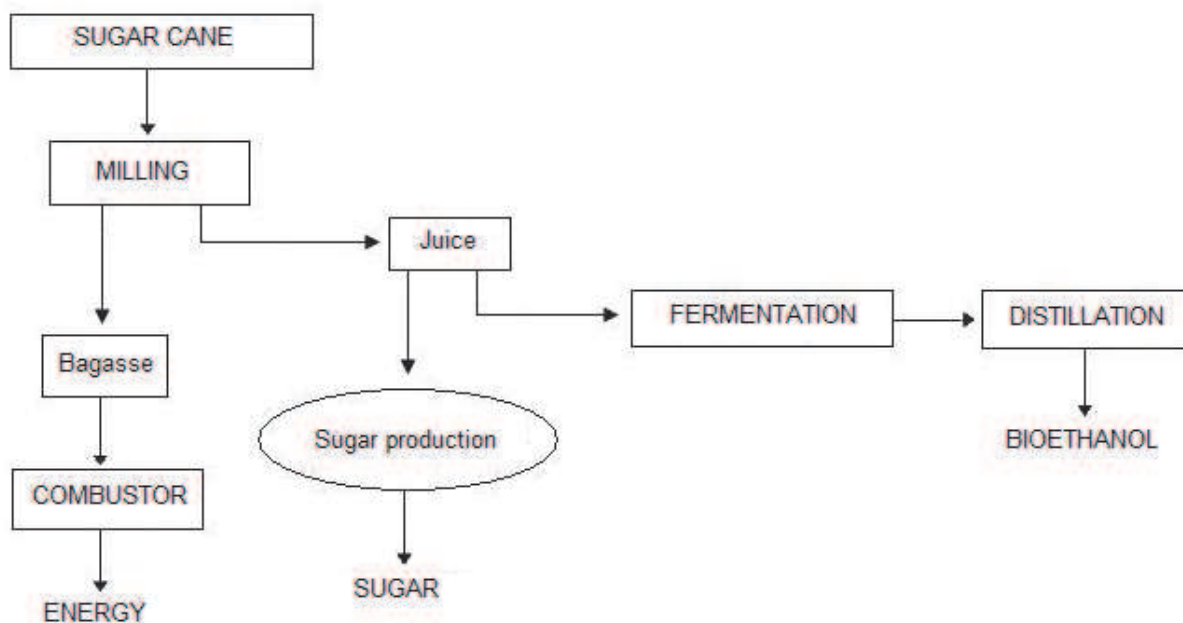 SUGAR CANE
MILLING
Juice
FERMENTATION
DISTILLATION
Bagasse
Sugar production
BIOETHANOL
COMBUSTOR
SUGAR
ENERGY